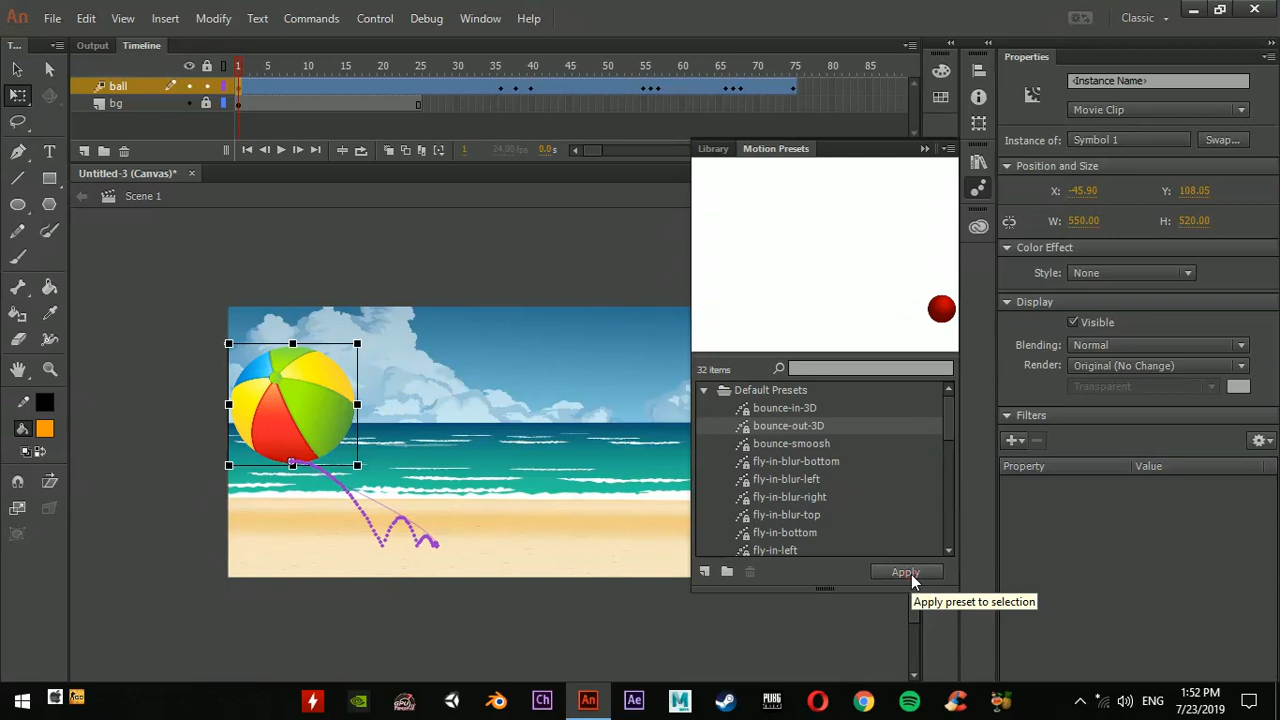 An File Edit View Insert Modify Text Commands Control Debug Window Help Classic
T... Output Timeline Properties
1 5 10 15 20 25 30 35 40 45 50 55 60 65 70 75 80 85
ball
bg
<Instance Name>
Movie Clip
Instance of: Symbol 1 Swap...
1 24.00 fps 0.0s
Library Motion Presets
Untitled-3 (Canvas)*
Scene 1
Position and Size
X: -45.90 Y: 108.05
W: 550.00 H: 520.00
Color Effect
Style: None
Display
Visible
Blending: Normal
Render: Original (No Change)
Transparent
Filters
Property Value
32 items
Default Presets
bounce-in-3D
bounce-out-3D
bounce-smoosh
fly-in-blur-bottom
fly-in-blur-left
fly-in-blur-right
fly-in-blur-top
fly-in-bottom
fly-in-left
Apply
Apply preset to selection
Ch An Ae M PUBG ENG 1:52 PM
7/23/2019